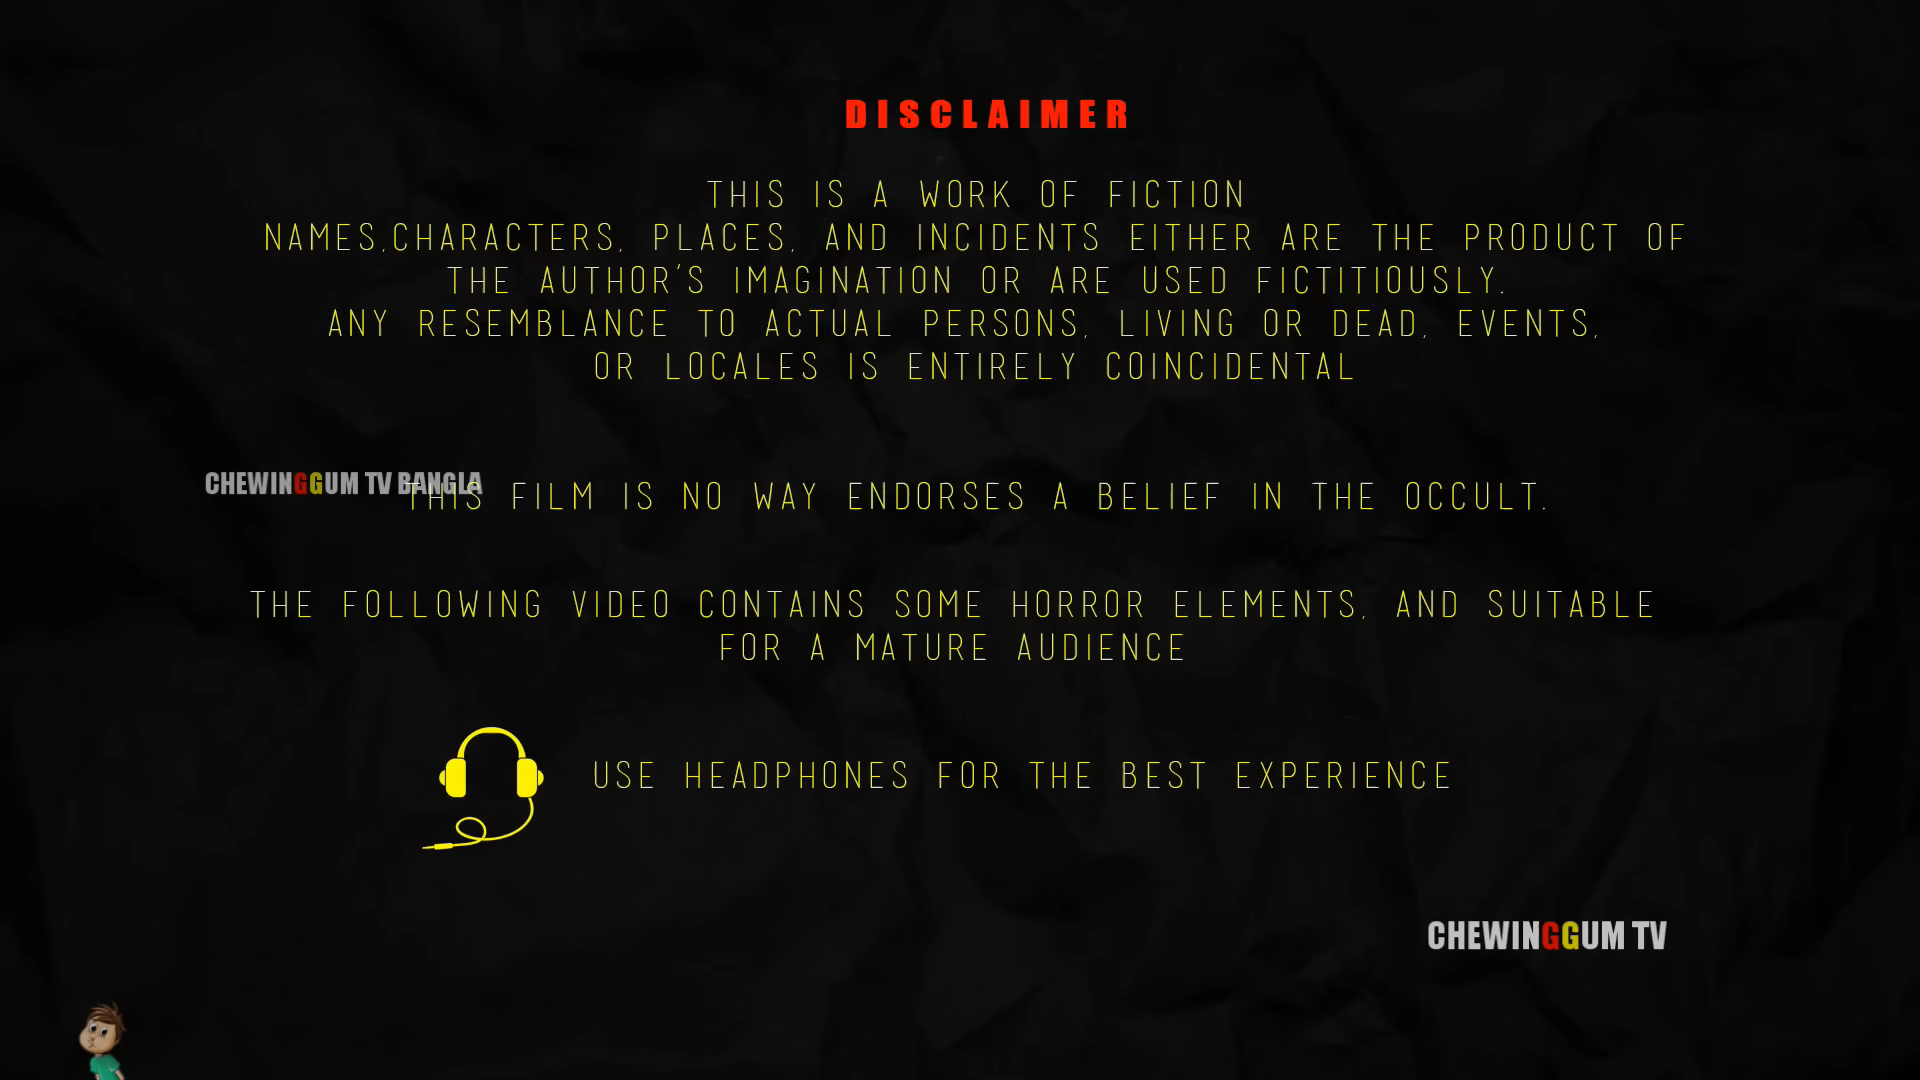 DISCLAIMER
THIS IS A WORK OF FICTION
NAMES,CHARACTERS, PLACES, AND INCIDENTS EITHER ARE THE PRODUCT OF
THE AUTHOR'S IMAGINATION OR ARE USED FICTITIOUSLY.
ANY RESEMBLANCE TO ACTUAL PERSONS, LIVING OR DEAD, EVENTS,
OR LOCALES IS ENTIRELY COINCIDENTAL
CHEWINGGUM TV BANGLA
THIS FILM IS NO WAY ENDORSES A BELIEF IN THE OCCULT.
THE FOLLOWING VIDEO CONTAINS SOME HORROR ELEMENTS, AND SUITABLE
FOR A MATURE AUDIENCE
USE HEADPHONES FOR THE BEST EXPERIENCE
CHEWINGGUM TV